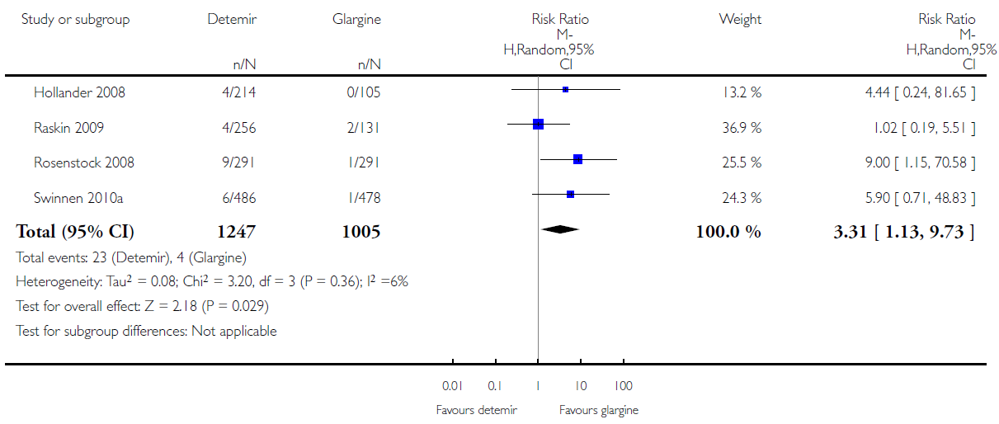 Study or subgroup Detemir Glargine Risk Ratio Weight Risk Ratio
M- M-
H,Random,95% H,Random,95%
n/N n/N CI CI
Hollander 2008 4/214 0/105 13.2 % 4.44 [ 0.24, 81.65 ]
Raskin 2009 4/256 2/131 36.9 % 1.02 [ 0.19, 5.51 ]
Rosenstock 2008 9/291 1/291 25.5 % 9.00 [ 1.15, 70.58 ]
Swinnen 2010a 6/486 1/478 24.3 % 5.90 [ 0.71, 48.83 ]
Total (95% CI) 1247 1005 100.0 % 3.31 [ 1.13, 9.73 ]
Total events: 23 (Detemir), 4 (Glargine)
Heterogeneity: Tau² = 0.08; Chi² = 3.20, df = 3 (P = 0.36); I² =6%
Test for overall effect: Z = 2.18 (P = 0.029)
Test for subgroup differences: Not applicable
0.01 0.1 1 10 100
Favours detemir Favours glargine